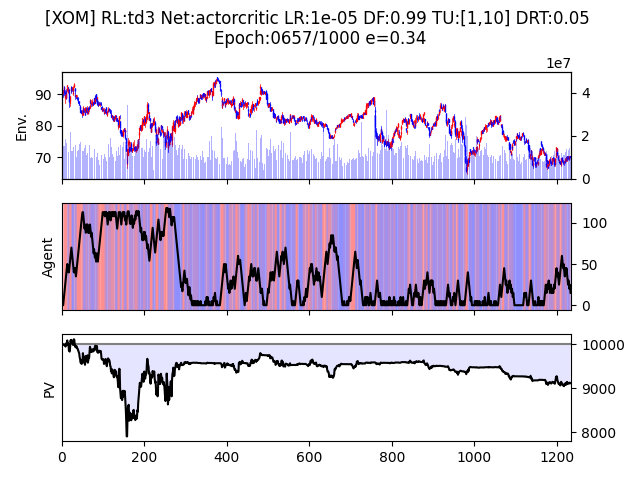 [XOM] RL:td3 Net:actorcritic LR:1e-05 DF:0.99 TU:[1,10] DRT:0.05
Epoch:0657/1000 e=0.34
1e7
Env.
90
80
70
4
2
0
Agent
100
50
0
PV
10000
9000
8000
0 200 400 600 800 1000 1200